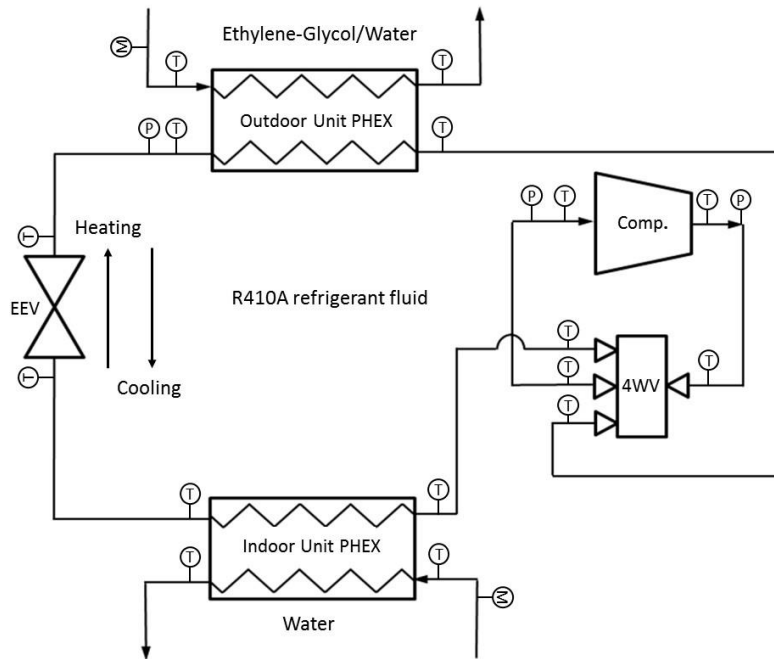 Ethylene-Glycol/Water
M
T
T
Outdoor Unit PHEX
P
T
T
Heating
T
EEV
Cooling
T
R410A refrigerant fluid
P
T
Comp.
T
P
T
T
T
4WV
T
T
T
Indoor Unit PHEX
T
T
M
Water